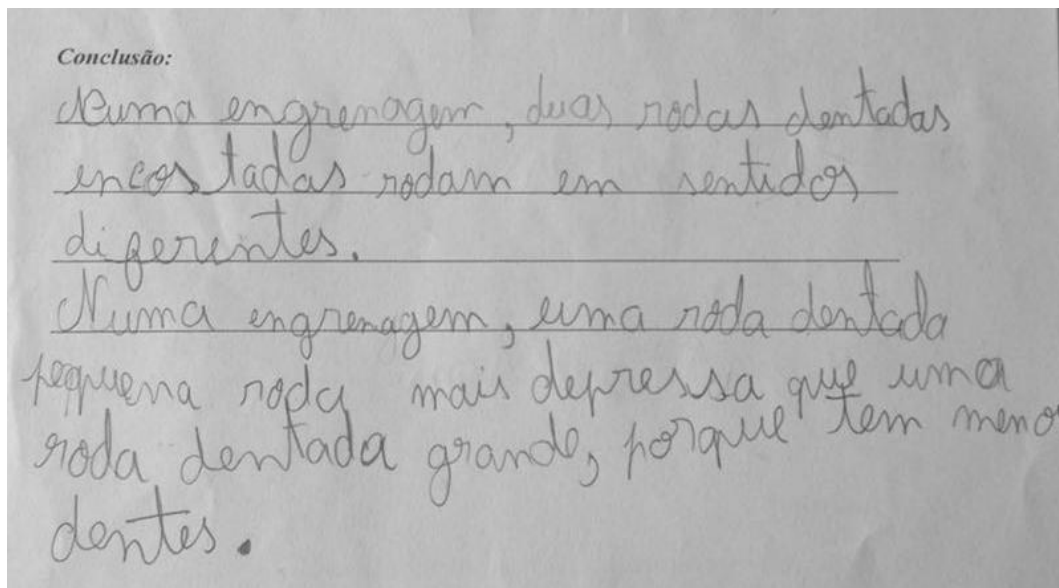 Conclusão:
Numa engrenagem, duas rodas dentadas
encostadas rodam em sentidos
diferentes.
Numa engrenagem, uma roda dentada
pequena roda mais depressa que uma
roda dentada grande, porque tem meno
dentes.